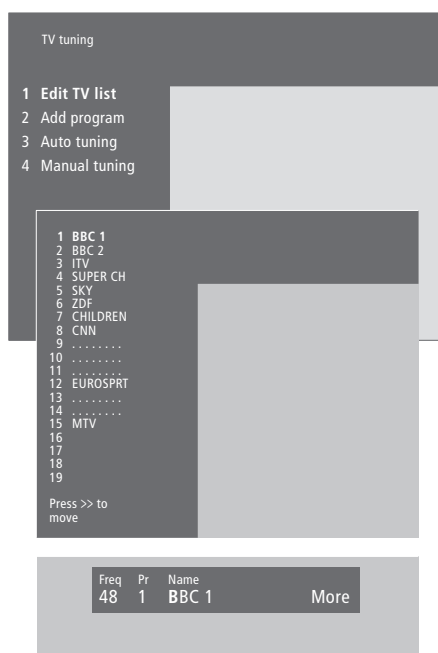 TV tuning
1 Edit TV list
2 Add program
3 Auto tuning
4 Manual tuning
1 BBC 1
2 BBC 2
3 ITV
4 SUPER CH
5 SKY
6 ZDF
7 CHILDREN
8 CNN
9 ........
10 ........
11 ........
12 EUROSPRT
13 ........
14 ........
15 MTV
16
17
18
19
Press >> to
move
Freq Pr Name
48 1 BBC 1 More